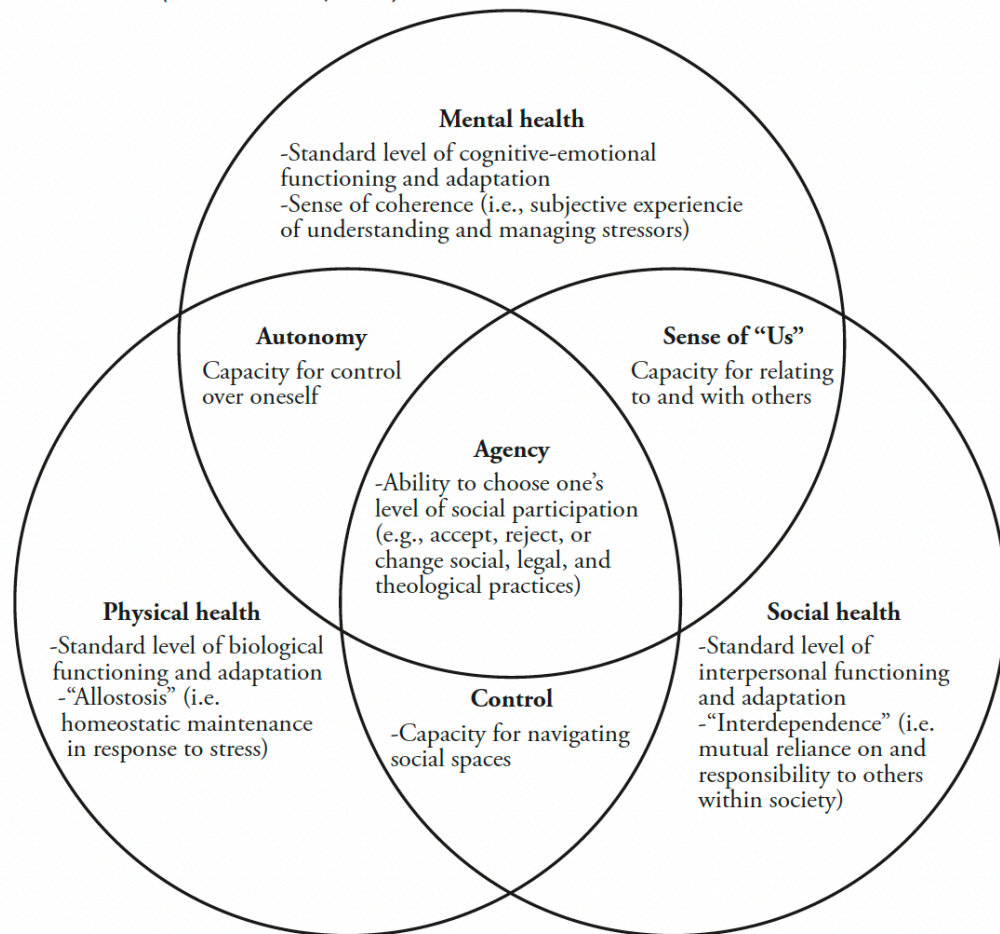 Mental health
-Standard level of cognitive-emotional
functioning and adaptation
-Sense of coherence (i.e., subjective experiencie
of understanding and managing stressors)
Autonomy
Capacity for control
over oneself
Sense of “Us”
Capacity for relating
to and with others
Agency
-Ability to choose one’s
level of social participation
(e.g., accept, reject, or
change social, legal, and
theological practices)
Physical health
-Standard level of biological
functioning and adaptation
-“Allostosis” (i.e.
homeostatic maintenance
in response to stress)
Social health
-Standard level of
interpersonal functioning
and adaptation
-“Interdependence” (i.e.
mutual reliance on and
responsibility to others
within society)
Control
-Capacity for navigating
social spaces